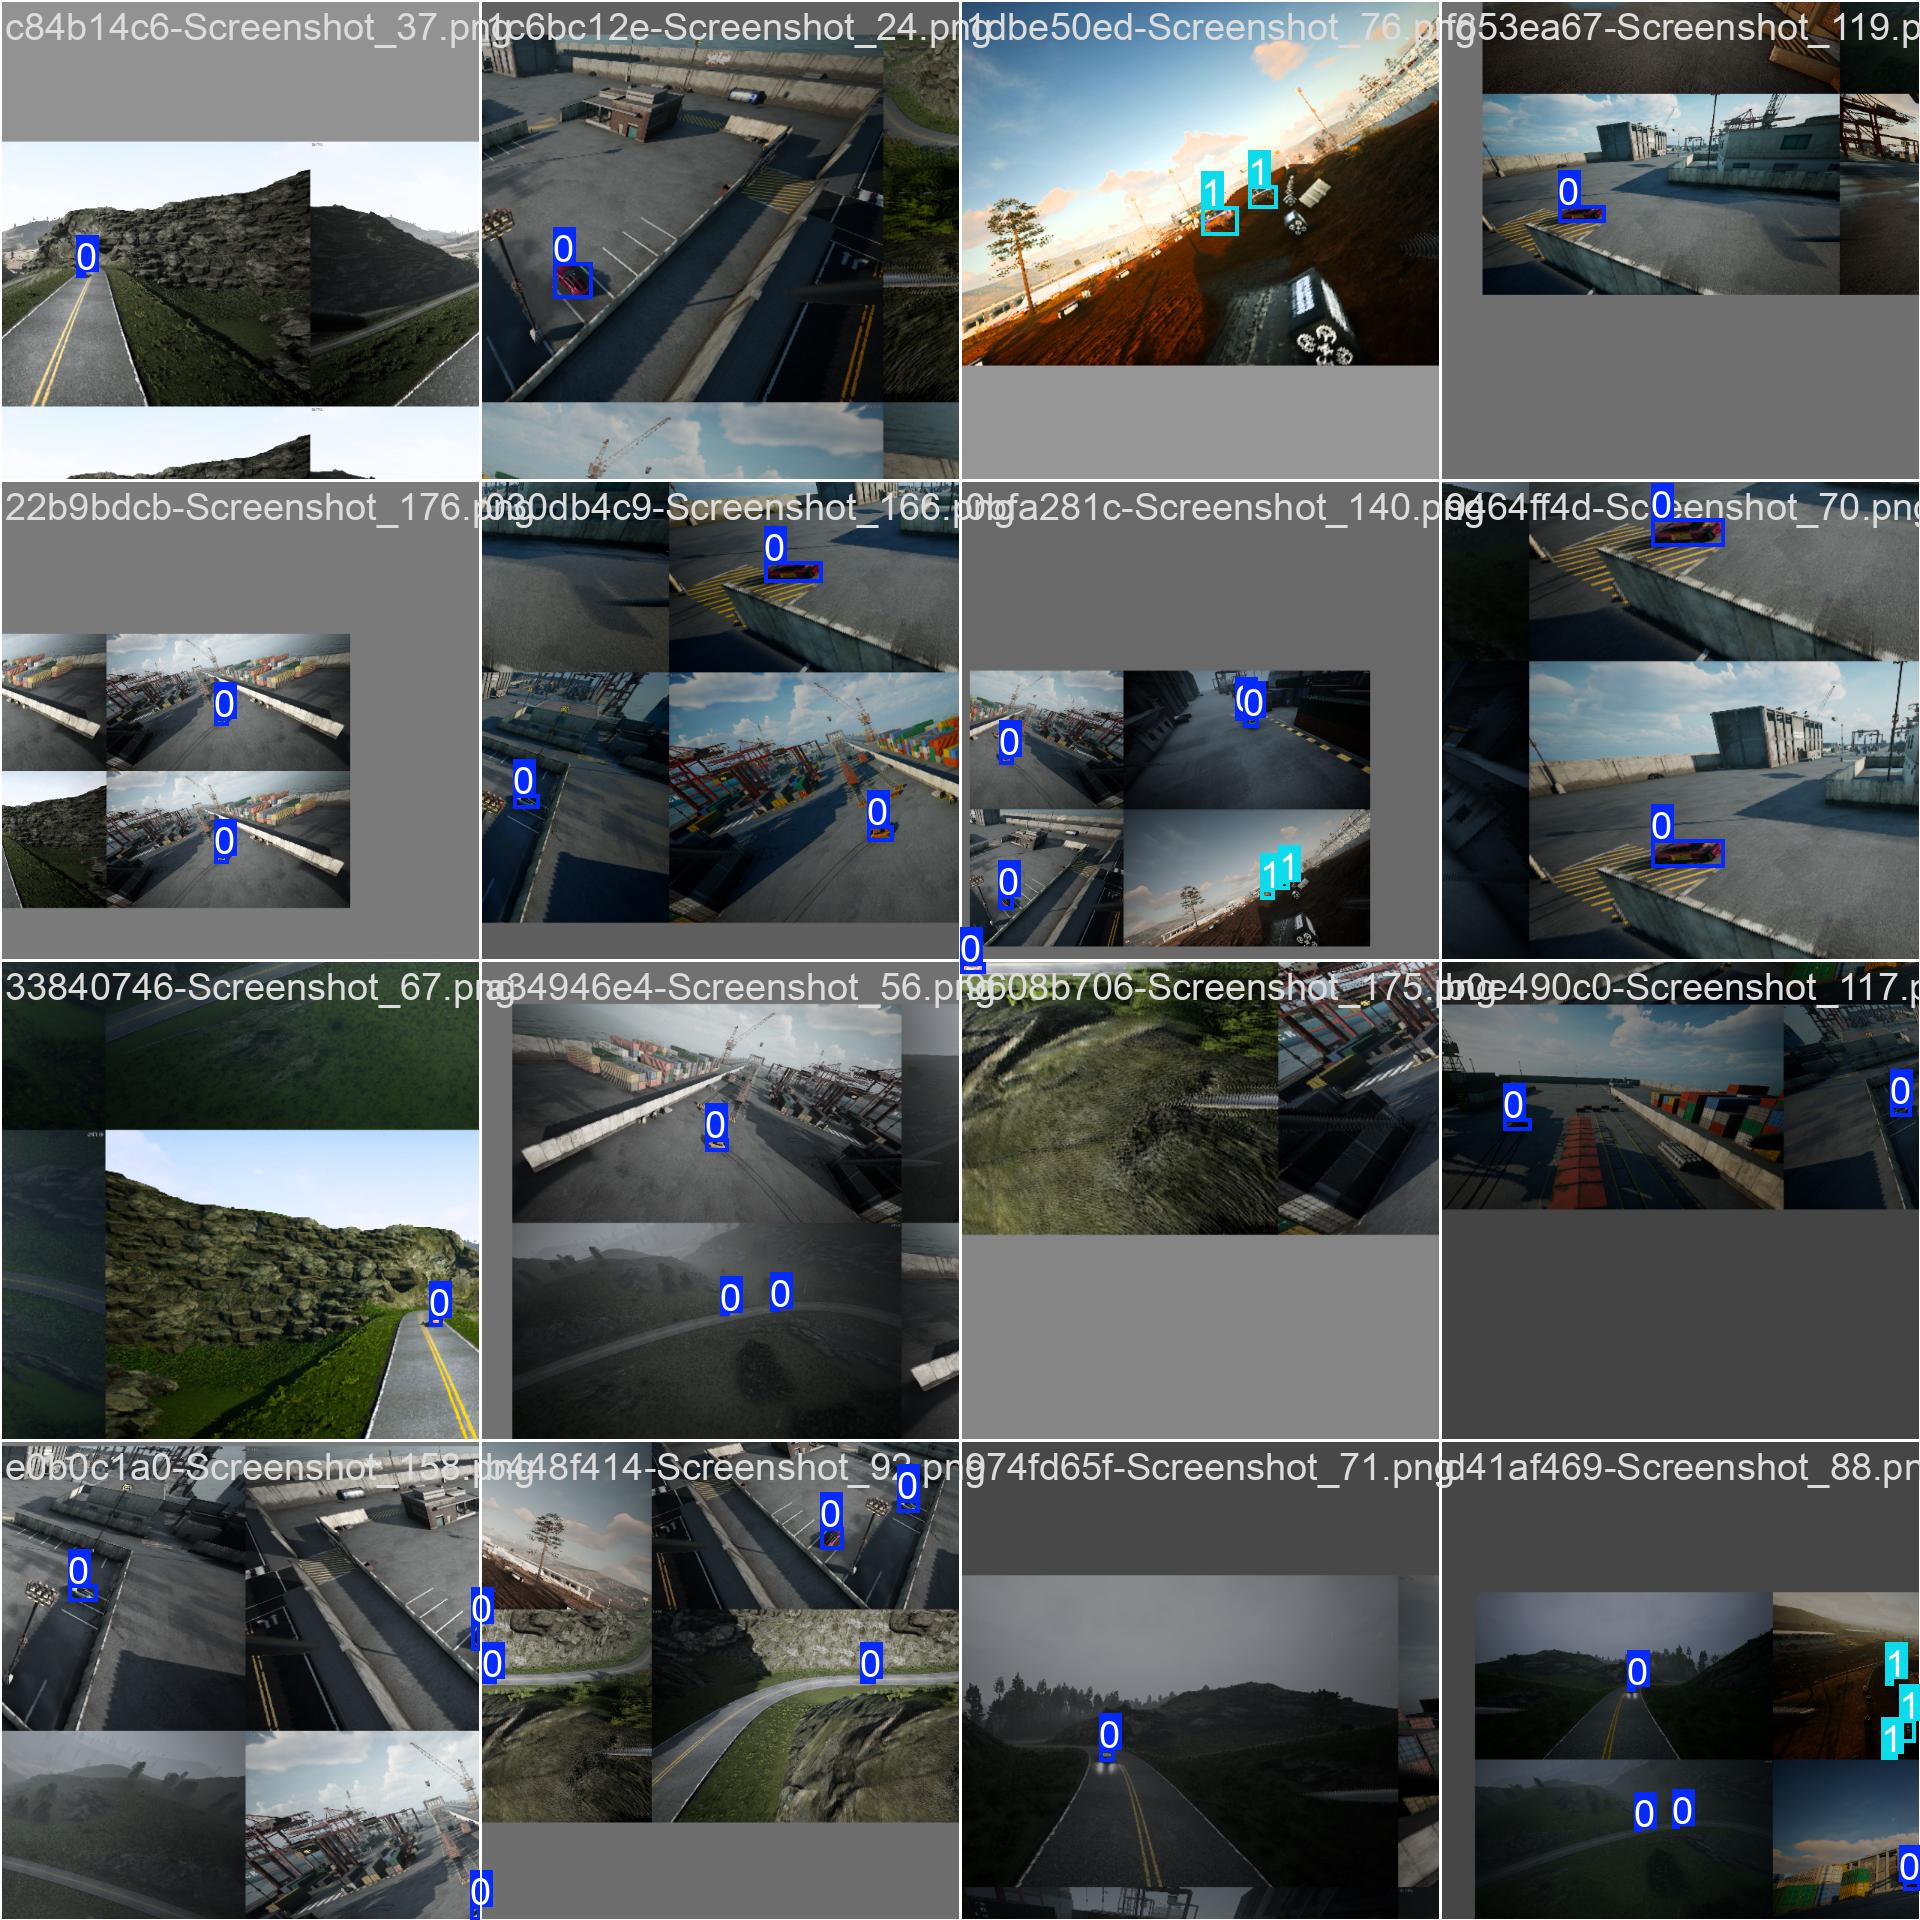 c84b14c6-Screenshot_37.png
1c6bc12e-Screenshot_24.png
1dbe50ed-Screenshot_76.png
f653ea67-Screenshot_119.p
0
0
1
1
0
22b9bdcb-Screenshot_176.png
030db4c9-Screenshot_166.png
0bfa281c-Screenshot_140.png
9464ff4d-Screenshot_70.png
0
0
0
0
0
0
0
0
0
1
1
0
0
0
0
33840746-Screenshot_67.png
a34946e4-Screenshot_56.png
9608b706-Screenshot_175.png
b0e490c0-Screenshot_117.p
0
0
0
0
0
0
e0b0c1a0-Screenshot_158.png
b448f414-Screenshot_92.png
974fd65f-Screenshot_71.png
d41af469-Screenshot_88.pn
0
0
0
0
0
0
0
0
0
1
1
1
0
0
0